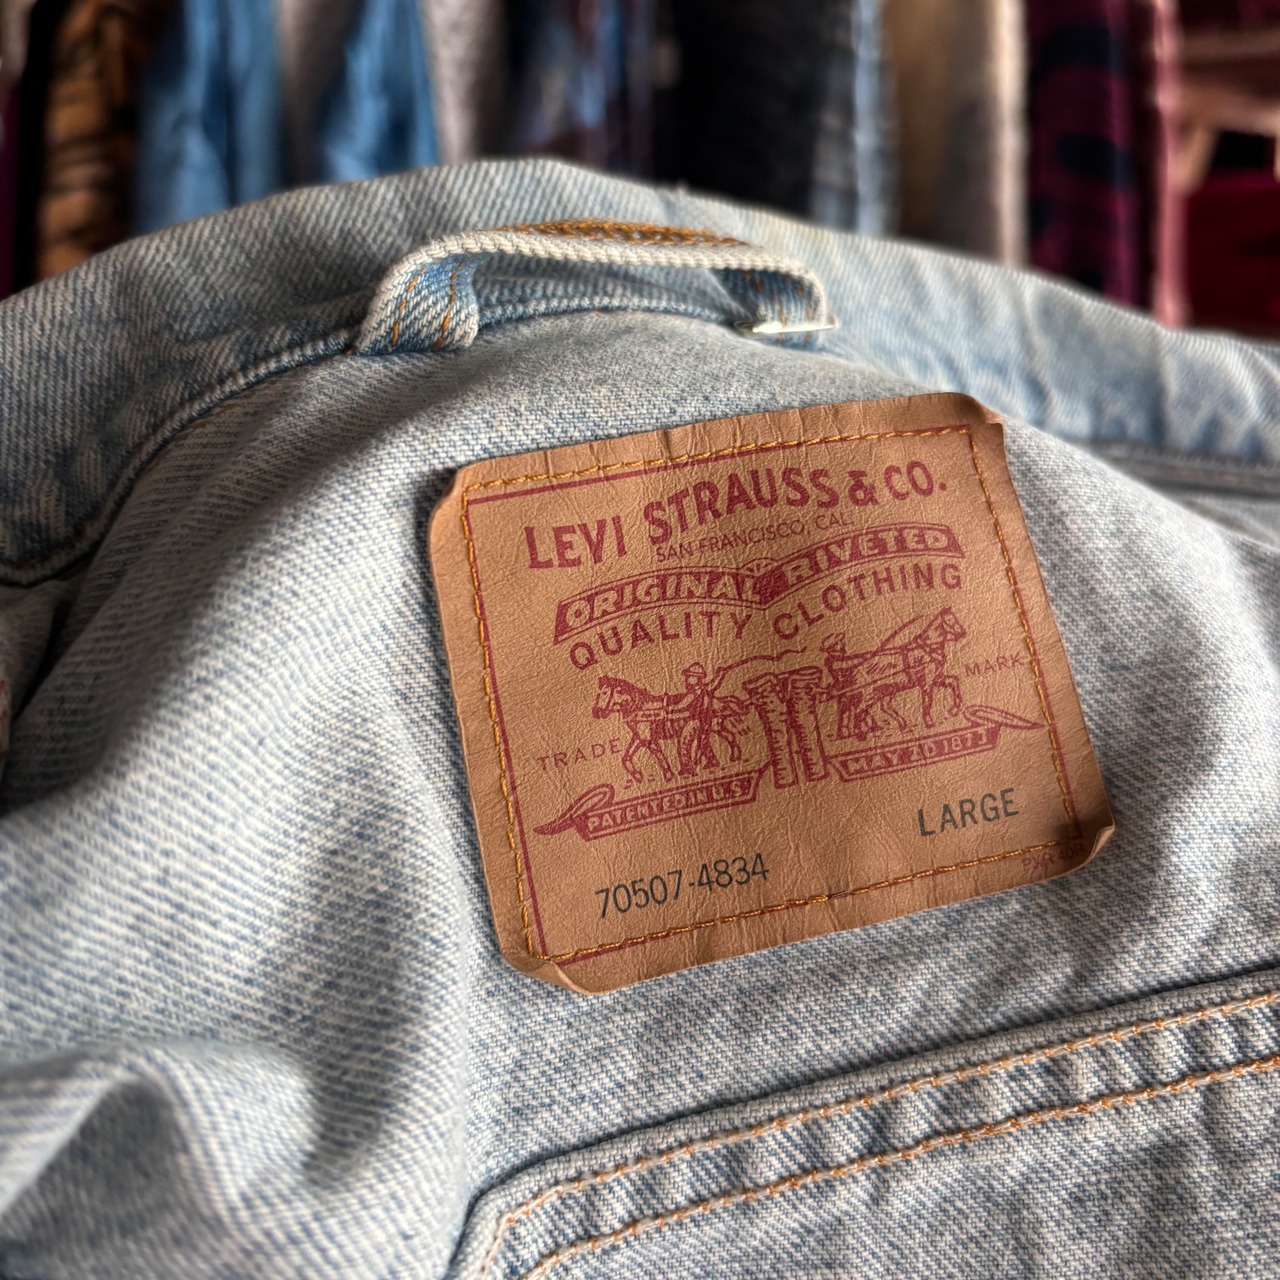 LEVI STRAUSS & CO.
SAN FRANCISCO, CAL.
ORIGINAL RIVETED
QUALITY CLOTHING
TRADE MARK
PATENTED IN U.S. MAY 20 1873
LARGE
70507-4834